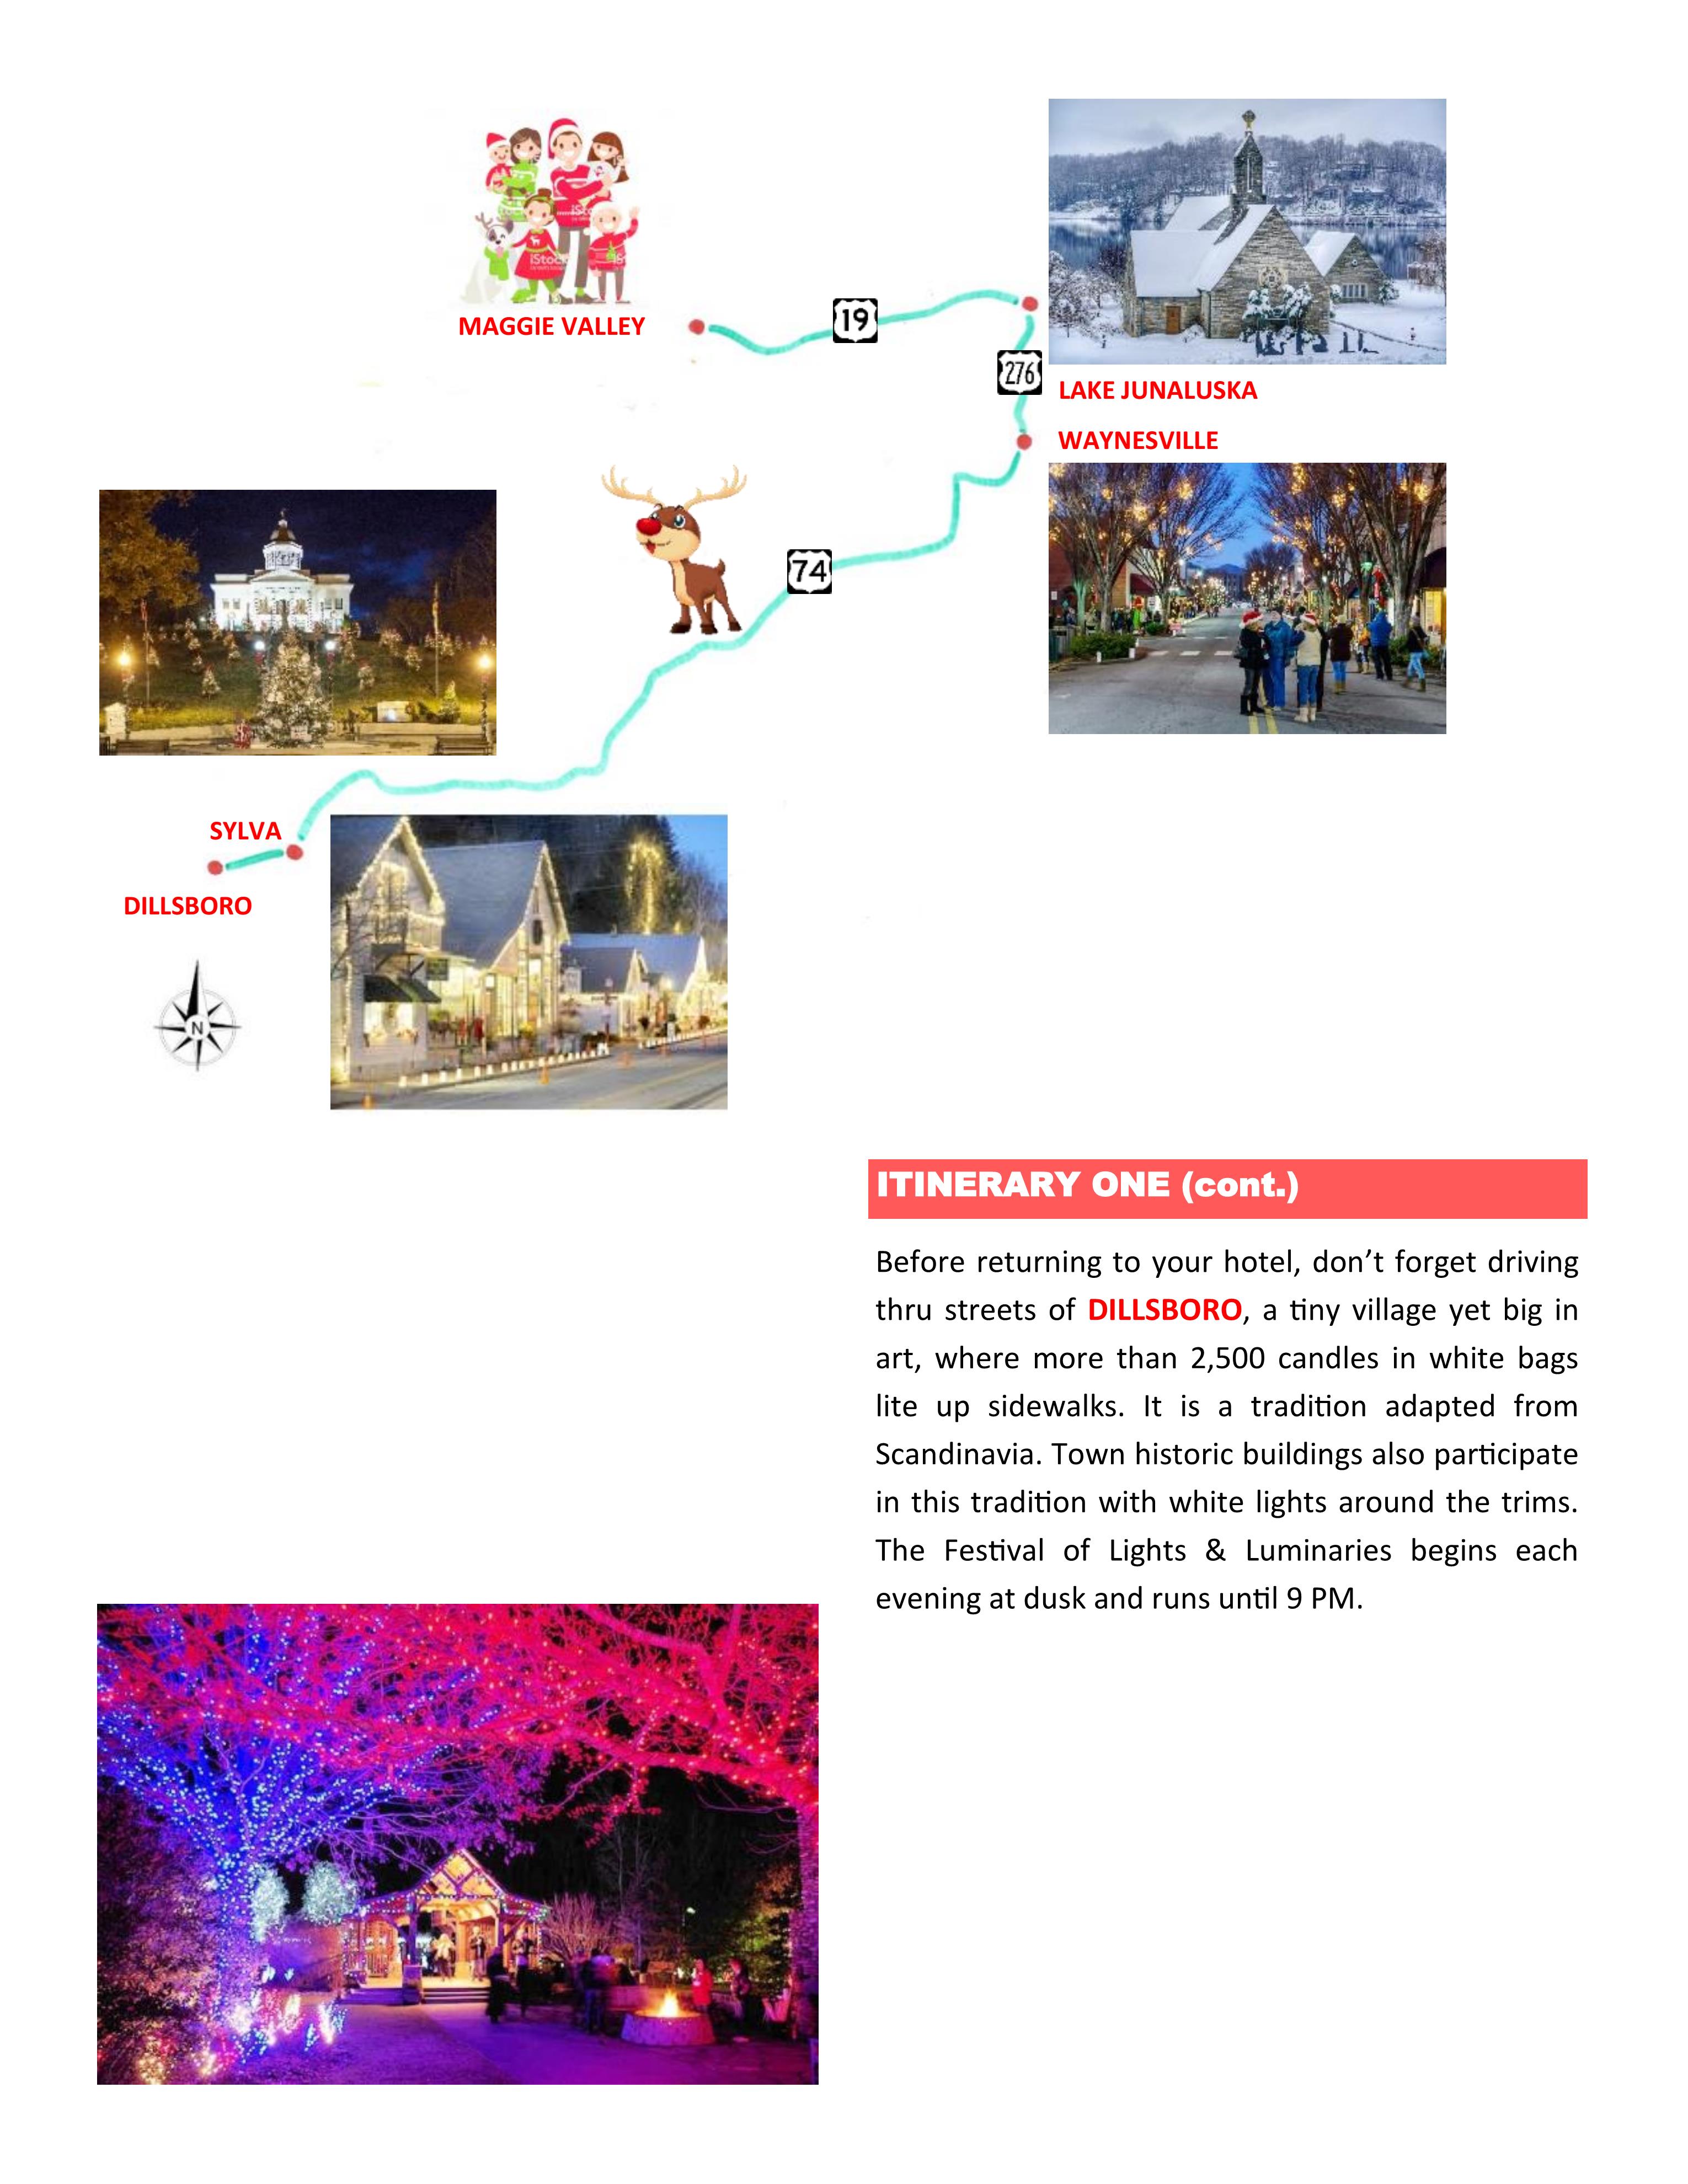 MAGGIE VALLEY
19
276
LAKE JUNALUSKA
WAYNESVILLE
74
SYLVA
DILLSBORO
N
ITINERARY ONE (cont.)
Before returning to your hotel, don’t forget driving
thru streets of DILLSBORO, a tiny village yet big in
art, where more than 2,500 candles in white bags
lite up sidewalks. It is a tradition adapted from
Scandinavia. Town historic buildings also participate
in this tradition with white lights around the trims.
The Festival of Lights & Luminaries begins each
evening at dusk and runs until 9 PM.